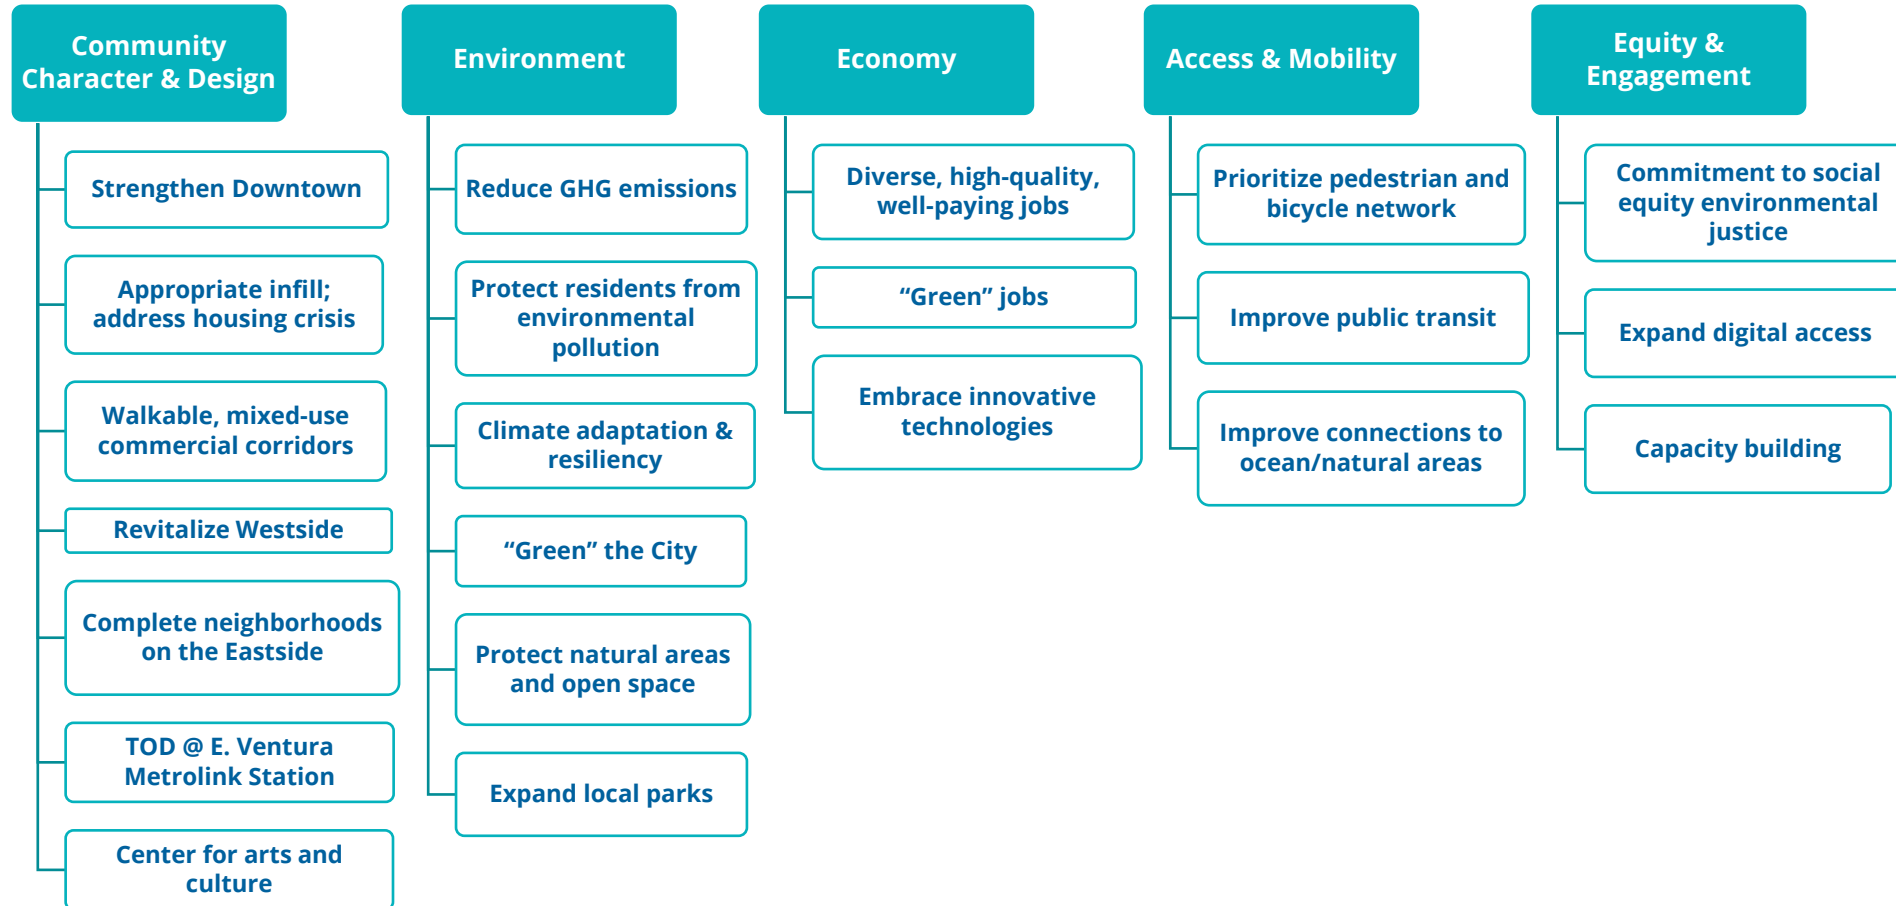 Community
Character & Design
Strengthen Downtown
Appropriate infill;
address housing crisis
Walkable, mixed-use
commercial corridors
Revitalize Westside
Complete neighborhoods
on the Eastside
TOD @ E. Ventura
Metrolink Station
Center for arts and
culture
Environment
Reduce GHG emissions
Protect residents from
environmental
pollution
Climate adaptation &
resiliency
“Green” the City
Protect natural areas
and open space
Expand local parks
Economy
Diverse, high-quality,
well-paying jobs
“Green” jobs
Embrace innovative
technologies
Access & Mobility
Prioritize pedestrian and
bicycle network
Improve public transit
Improve connections to
ocean/natural areas
Equity &
Engagement
Commitment to social
equity environmental
justice
Expand digital access
Capacity building